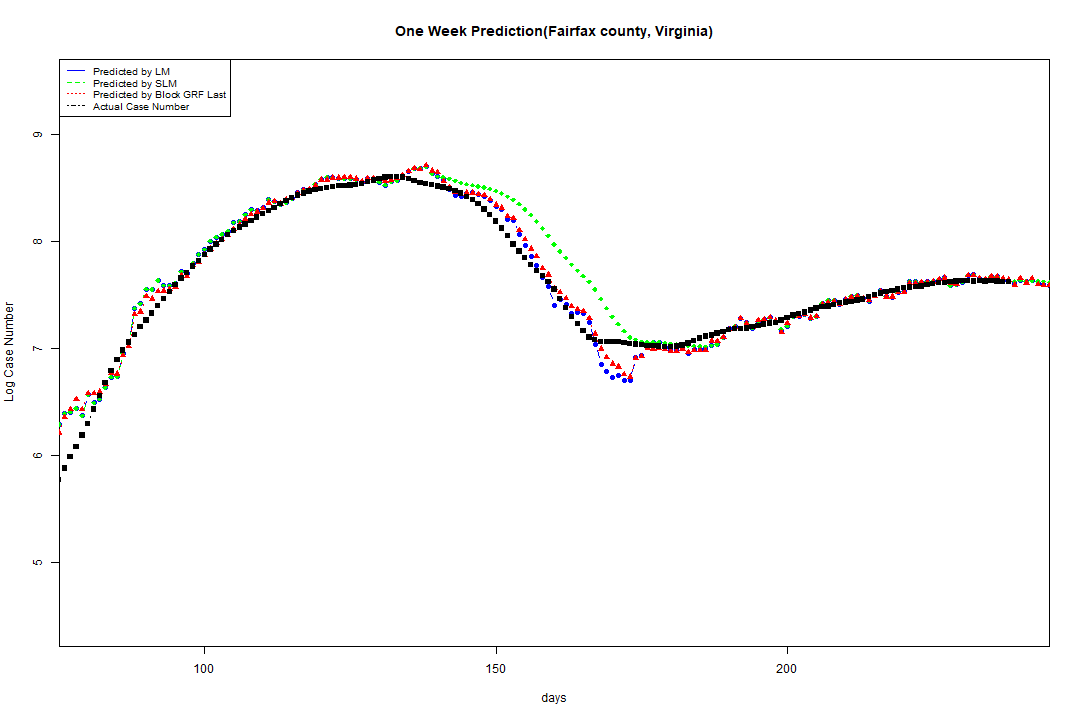 One Week Prediction(Fairfax county, Virginia)
Predicted by LM
Predicted by SLM
Predicted by Block GRF Last
Actual Case Number
9
8
7
6
5
Log Case Number
100
150
200
days